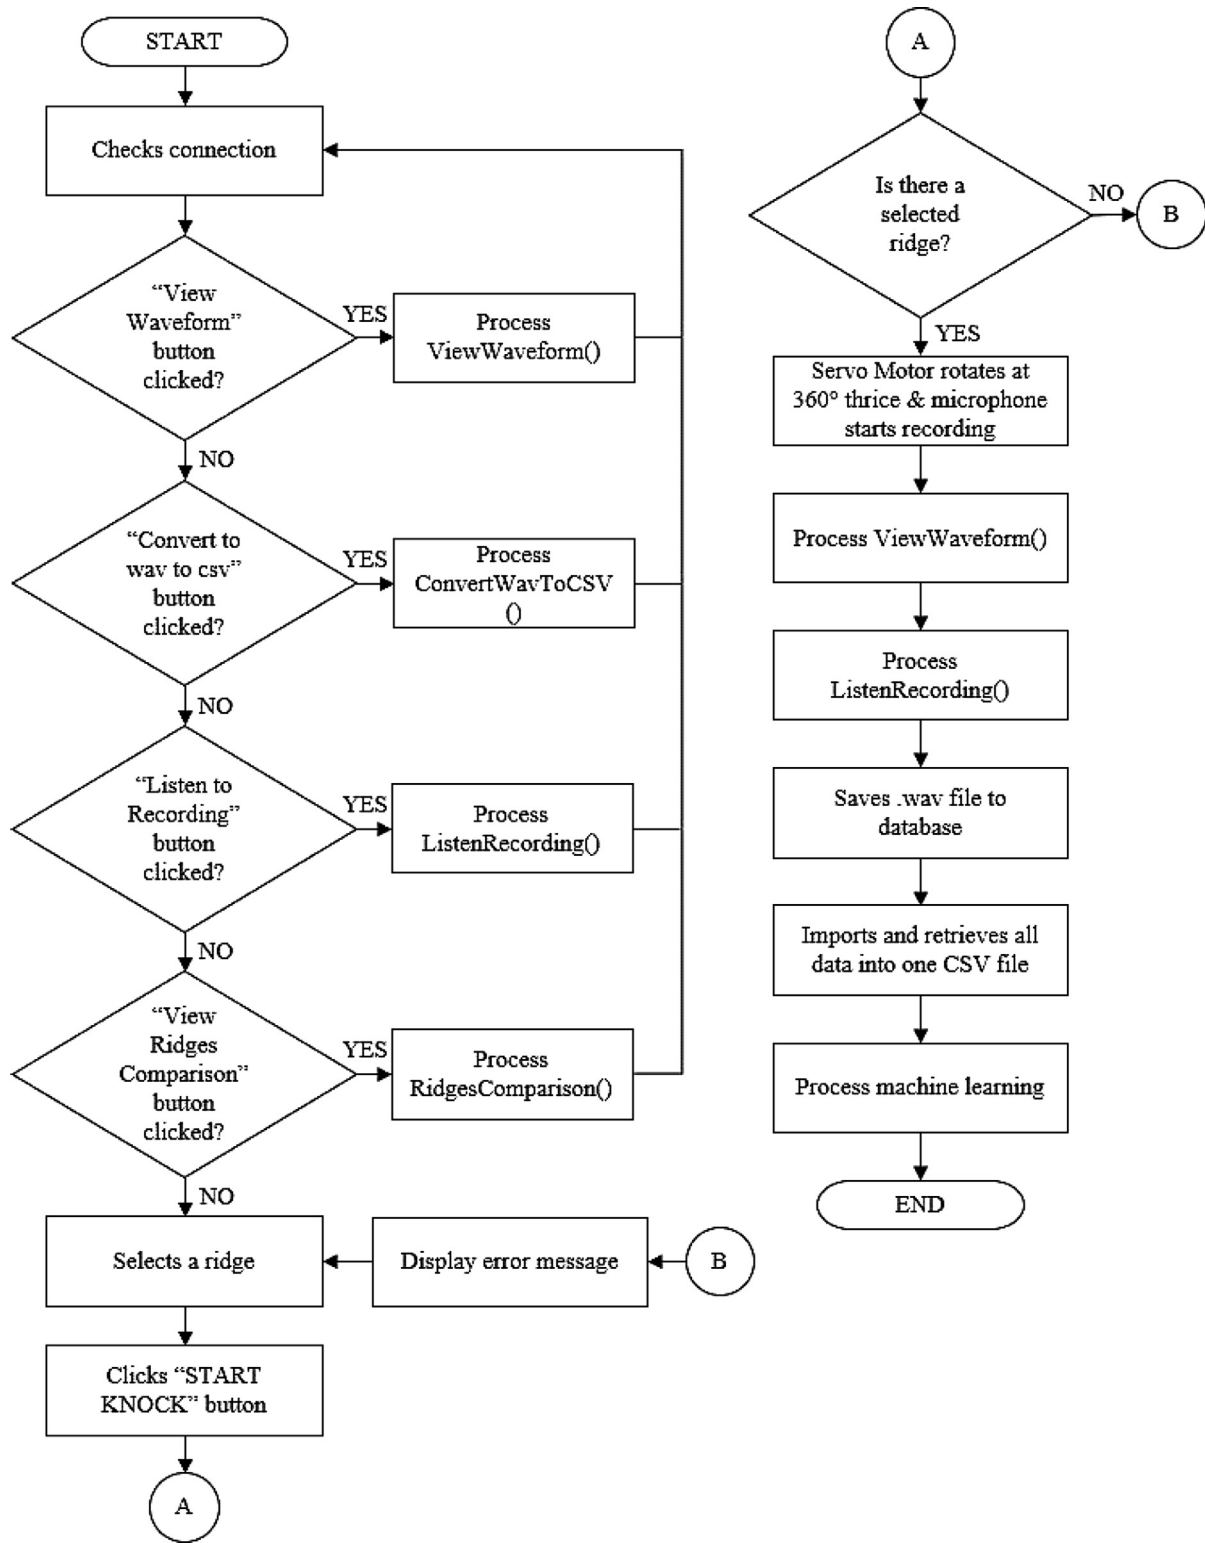 START
Checks connection
“View
Waveform”
button
clicked?
YES
Process
ViewWaveform()
NO
“Convert to
wav to csv”
button
clicked?
YES
Process
ConvertWavToCSV
()
NO
“Listen to
Recording”
button
clicked?
YES
Process
ListenRecording()
NO
“View
Ridges
Comparison”
button
clicked?
YES
Process
RidgesComparison()
NO
Selects a ridge
Display error message
B
Clicks “START
KNOCK” button
A
A
Is there a
selected
ridge?
NO
B
YES
Servo Motor rotates at
360° thrice & microphone
starts recording
Process ViewWaveform()
Process
ListenRecording()
Saves .wav file to
database
Imports and retrieves all
data into one CSV file
Process machine learning
END